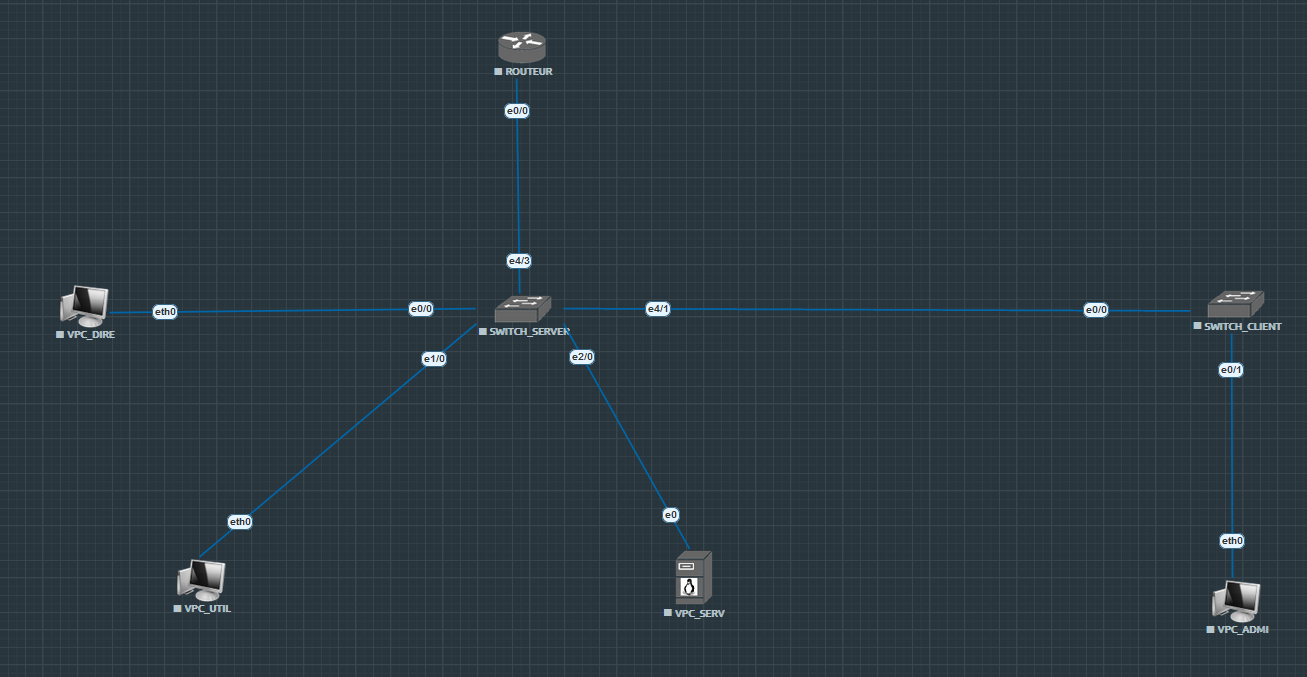 ROUTEUR
e0/0
e4/3
eth0
e0/0
e4/1
e0/0
VPC_DIRE
SWITCH_SERVER
SWITCH_CLIENT
e1/0
e2/0
e0/1
eth0
e0
eth0
VPC_UTIL
VPC_SERV
VPC_ADMI